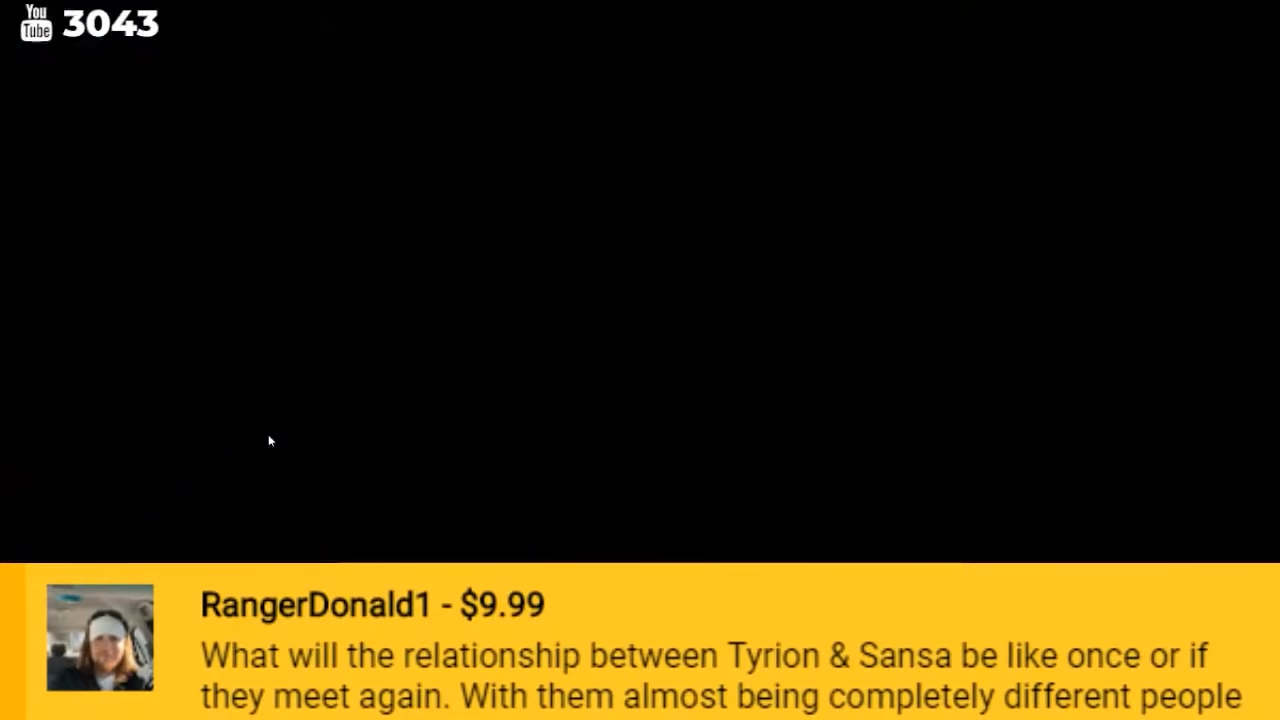 You
Tube 3043
RangerDonald1 - $9.99
What will the relationship between Tyrion & Sansa be like once or if
they meet again. With them almost being completely different people